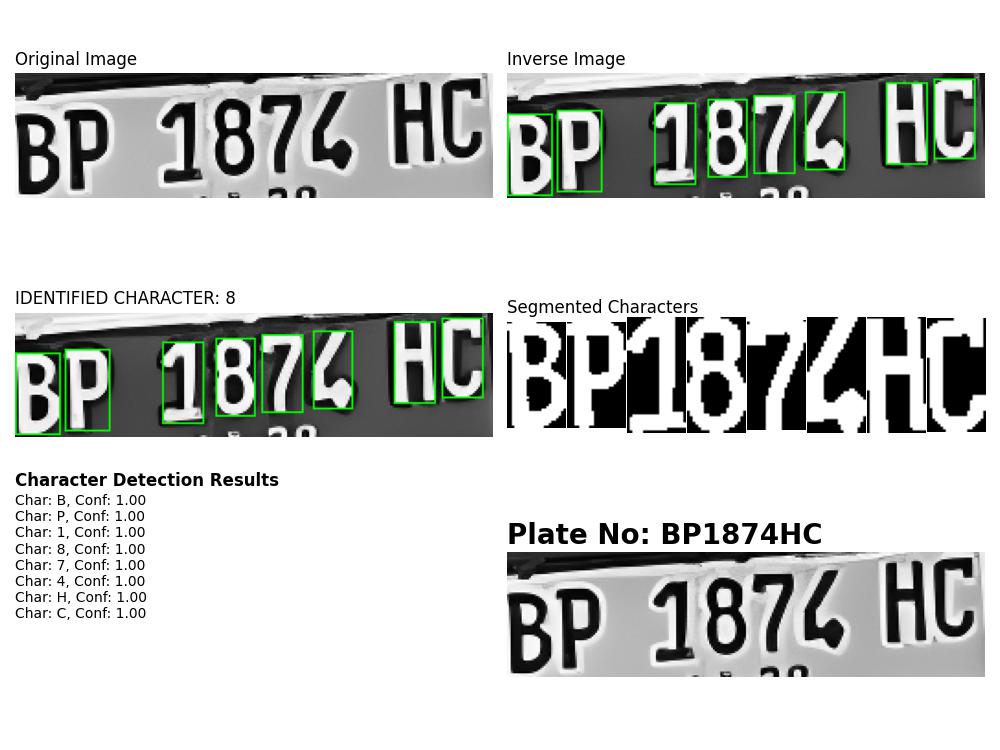 Original Image
BP 1874 HC
Inverse Image
BP 1874 HC
IDENTIFIED CHARACTER: 8
BP 1874 HC
Segmented Characters
BP1874HC
Character Detection Results
Char: B, Conf: 1.00
Char: P, Conf: 1.00
Char: 1, Conf: 1.00
Char: 8, Conf: 1.00
Char: 7, Conf: 1.00
Char: 4, Conf: 1.00
Char: H, Conf: 1.00
Char: C, Conf: 1.00
Plate No: BP1874HC
BP 1874 HC